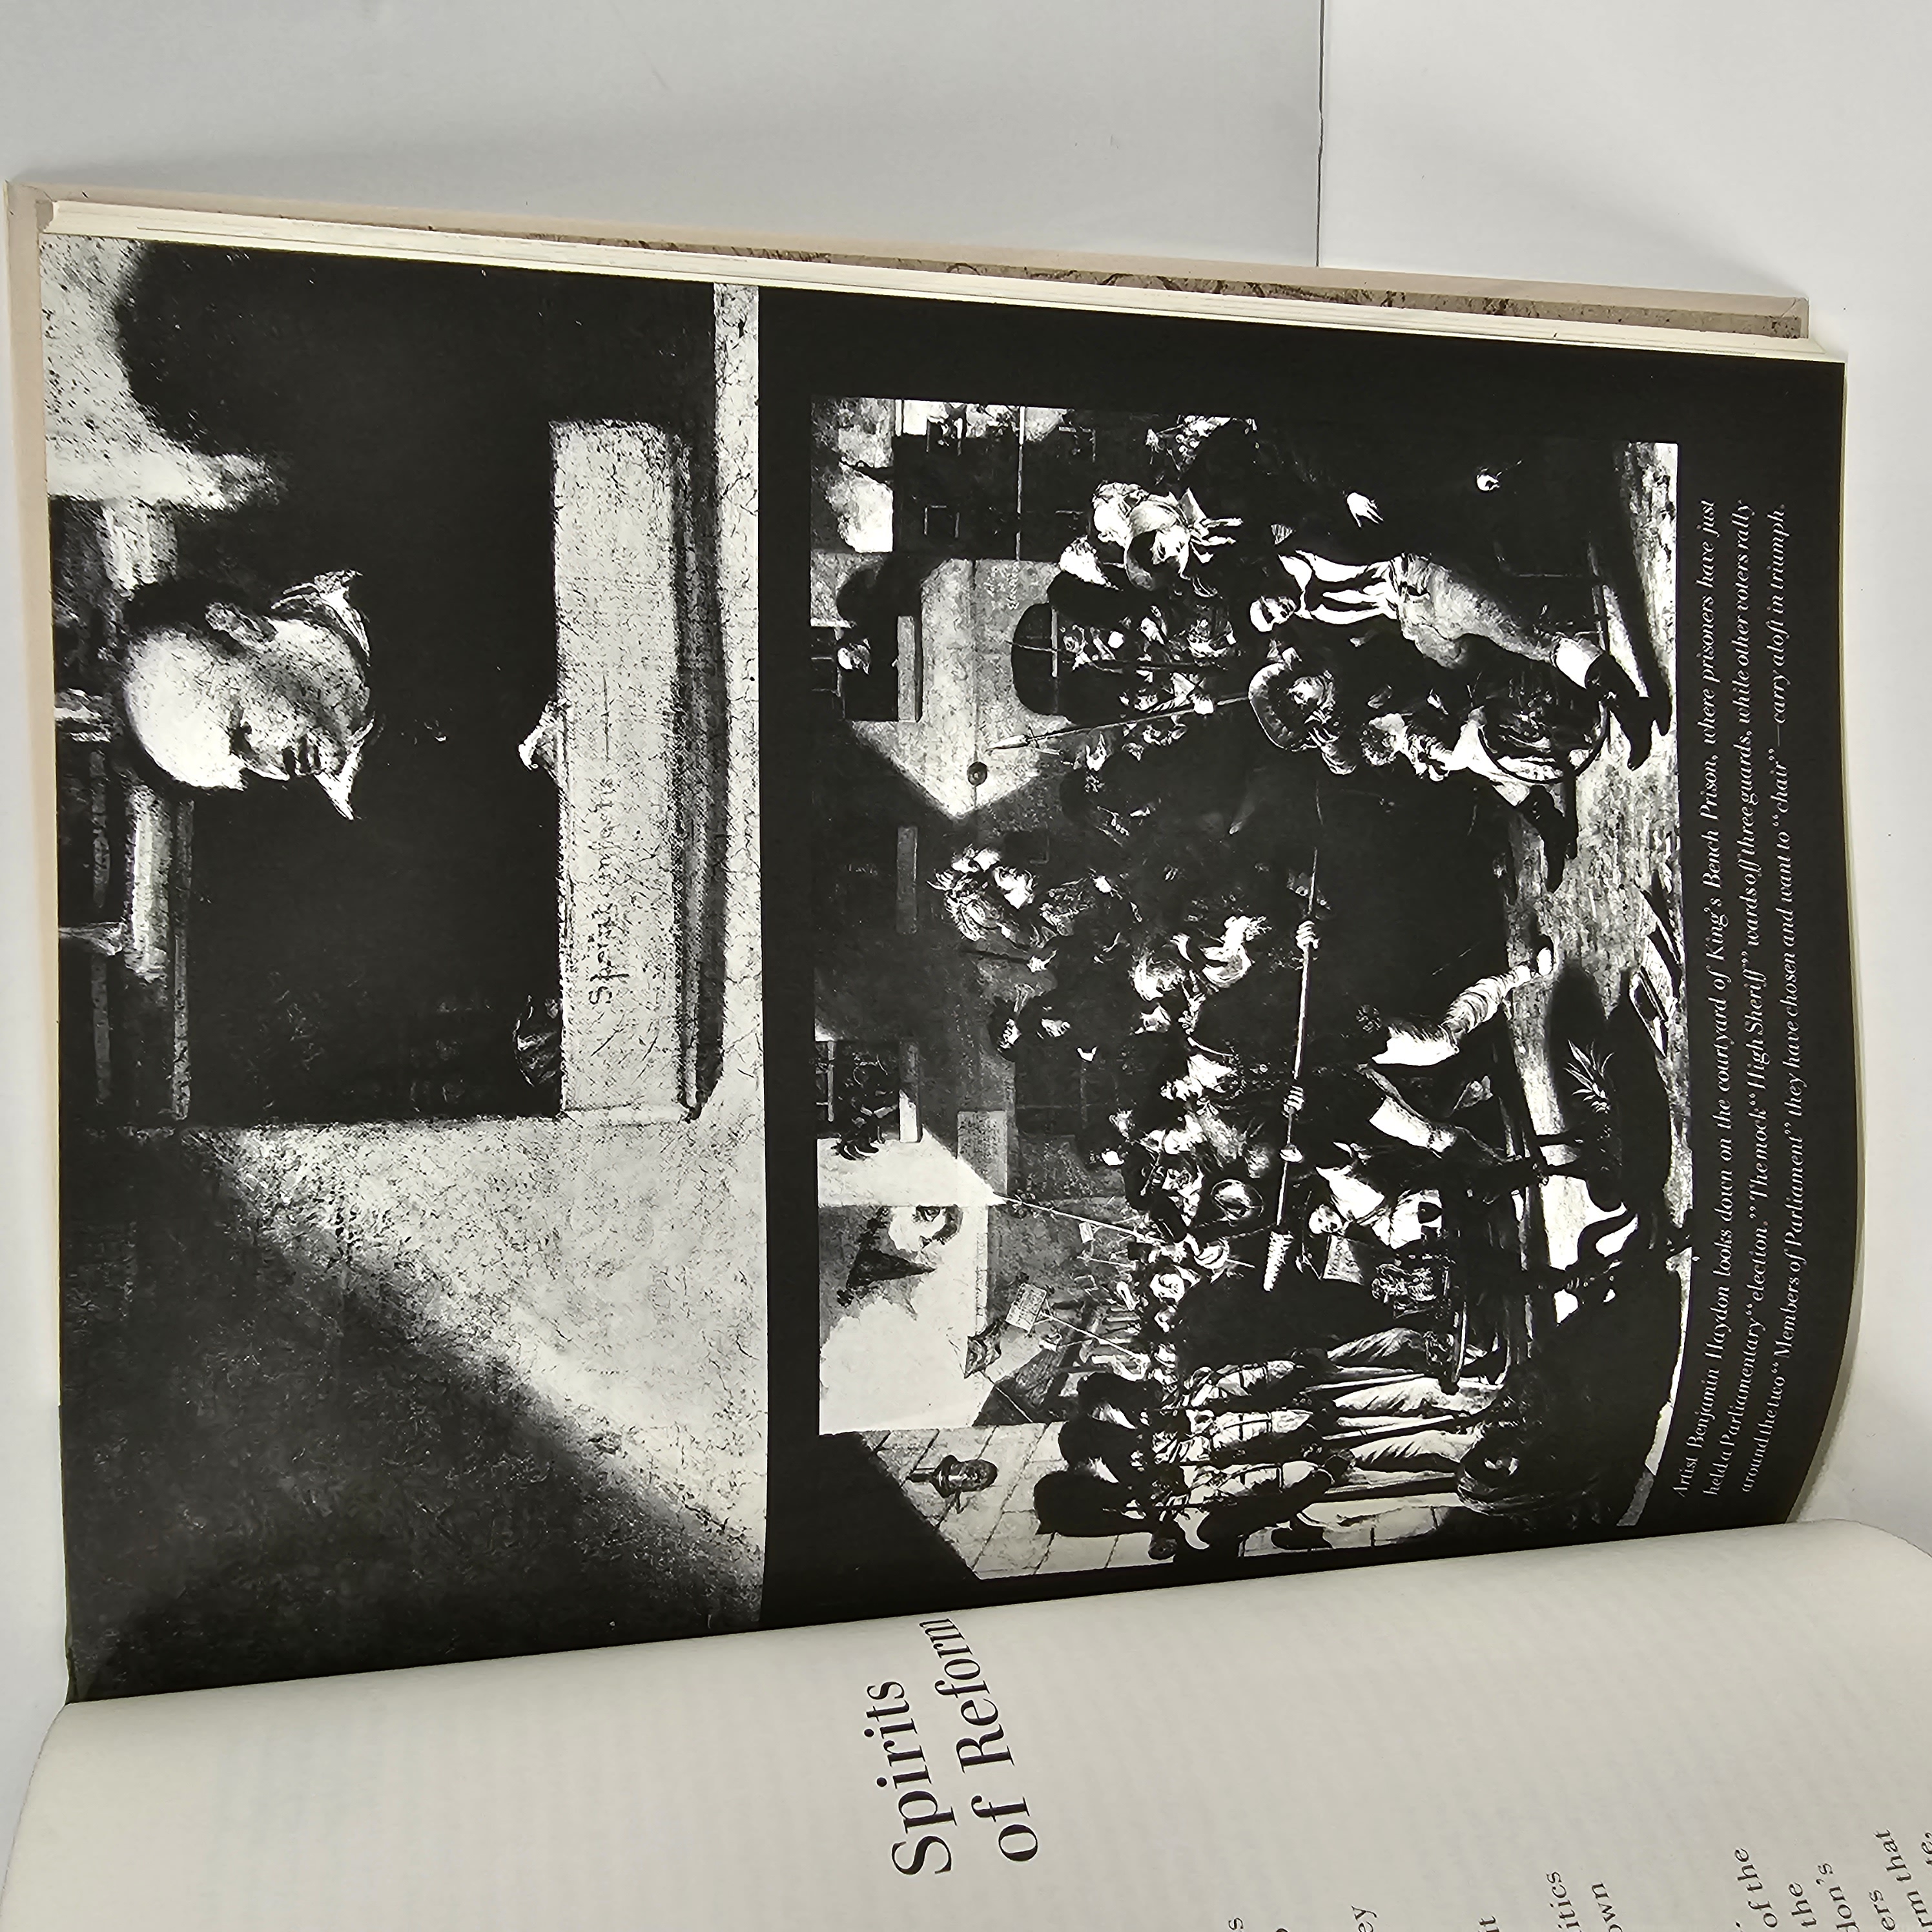 Spirits
of Reform
s
ey
it
itics
own
of the
the
don's
ers
rm that
te,
Artist Benjamin Haydon looks down on the courtyard of King's Bench Prison, where prisoners have just
held a Parliamentary “election.” The mock “High Sheriff” wards off three guards, while other voters rally
around the two “Members of Parliament” they have chosen and want to “chair”—carry aloft in triumph.